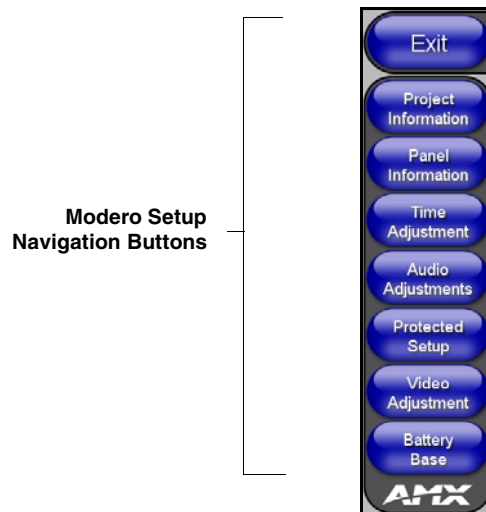 Modero Setup
Navigation Buttons
Exit
Project
Information
Panel
Information
Time
Adjustment
Audio
Adjustments
Protected
Setup
Video
Adjustment
Battery
Base
AMX